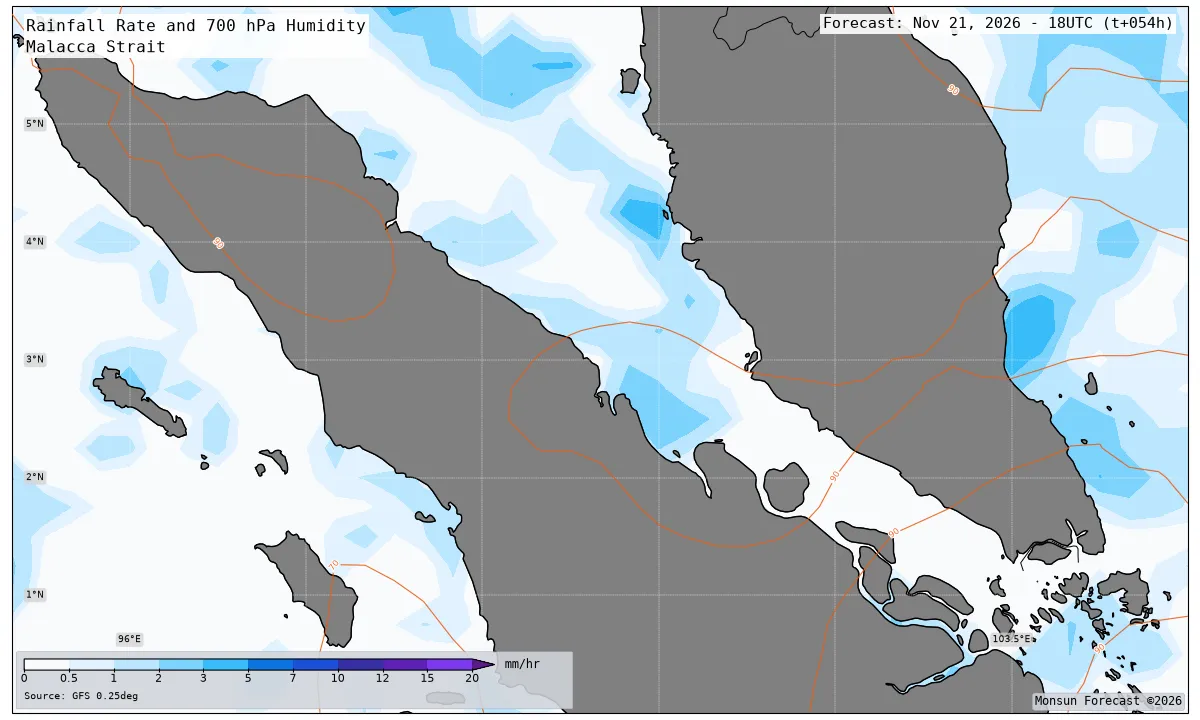 Rainfall Rate and 700 hPa Humidity
Malacca Strait
Forecast: Nov 21, 2026 - 18UTC (t+054h)
90
5°N
4°N
90
3°N
2°N
90
90
1°N
70
96°E
103.5°E
90
mm/hr
0 0.5 1 2 3 5 7 10 12 15 20
Source: GFS 0.25deg
Monsun Forecast ©2026